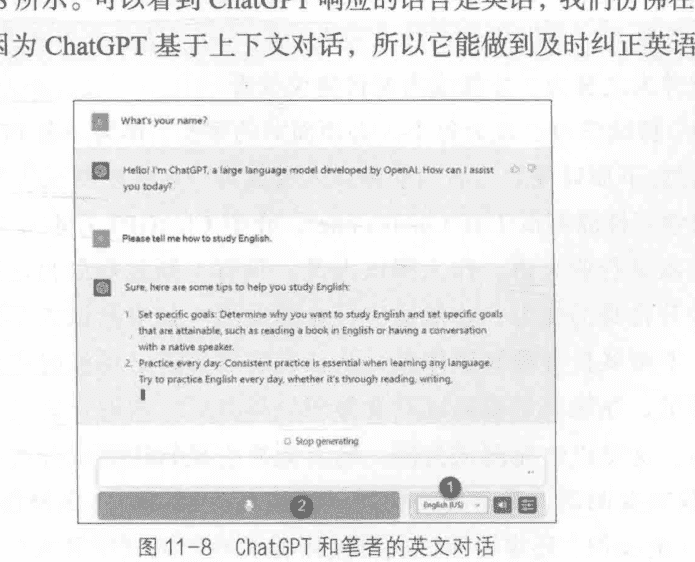 所示。可以看到 ChatGPT 响应的语言是英语，我们仿佛在
因为 ChatGPT 基于上下文对话，所以它能做到及时纠正英语
What's your name?
Hello! I'm ChatGPT, a large language model developed by OpenAI. How can I assist
you today?
Please tell me how to study English.
Sure, here are some tips to help you study English:
1. Set specific goals: Determine why you want to study English and set specific goals
that are attainable, such as reading a book in English or having a conversation
with a native speaker.
2. Practice every day: Consistent practice is essential when learning any language.
Try to practice English every day, whether it's through reading, writing,
Stop generating
1
2
English (US)
图 11-8 ChatGPT 和笔者的英文对话